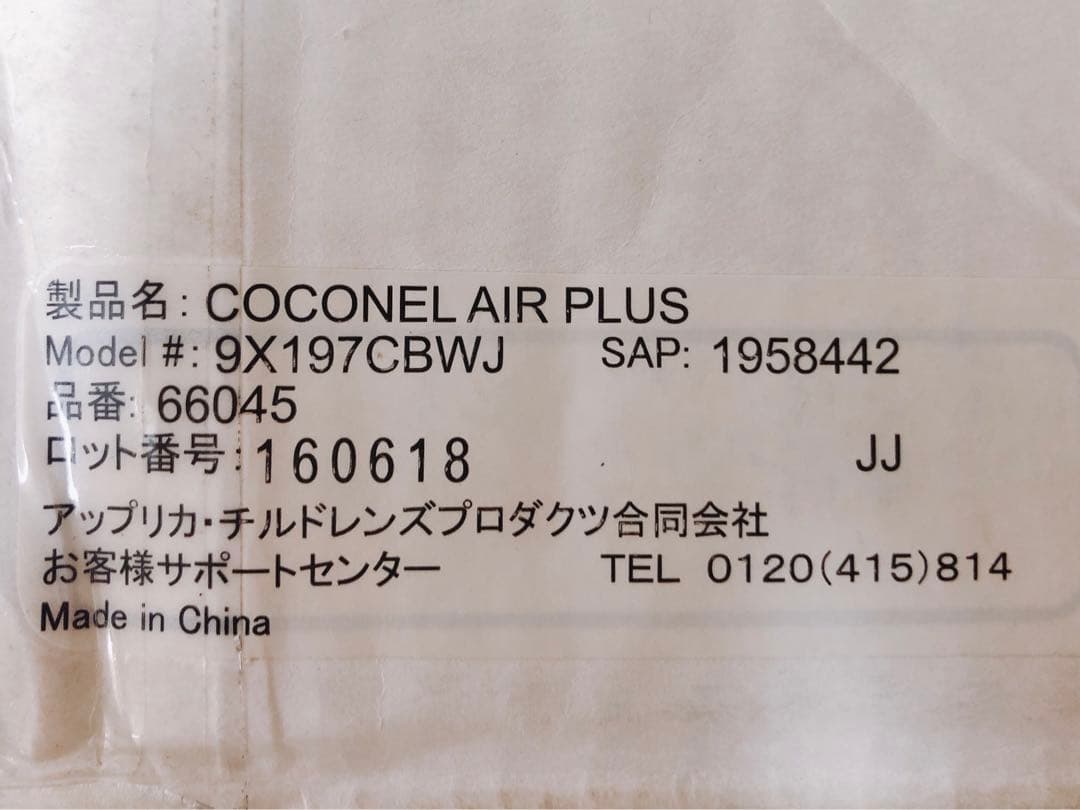 製品名: COCONEL AIR PLUS
Model #: 9X197CBWJ SAP: 1958442
品番: 66045
ロット番号: 160618 JJ
アップリカ・チルドレンズプロダクツ合同会社
お客様サポートセンター TEL 0120(415)814
Made in China